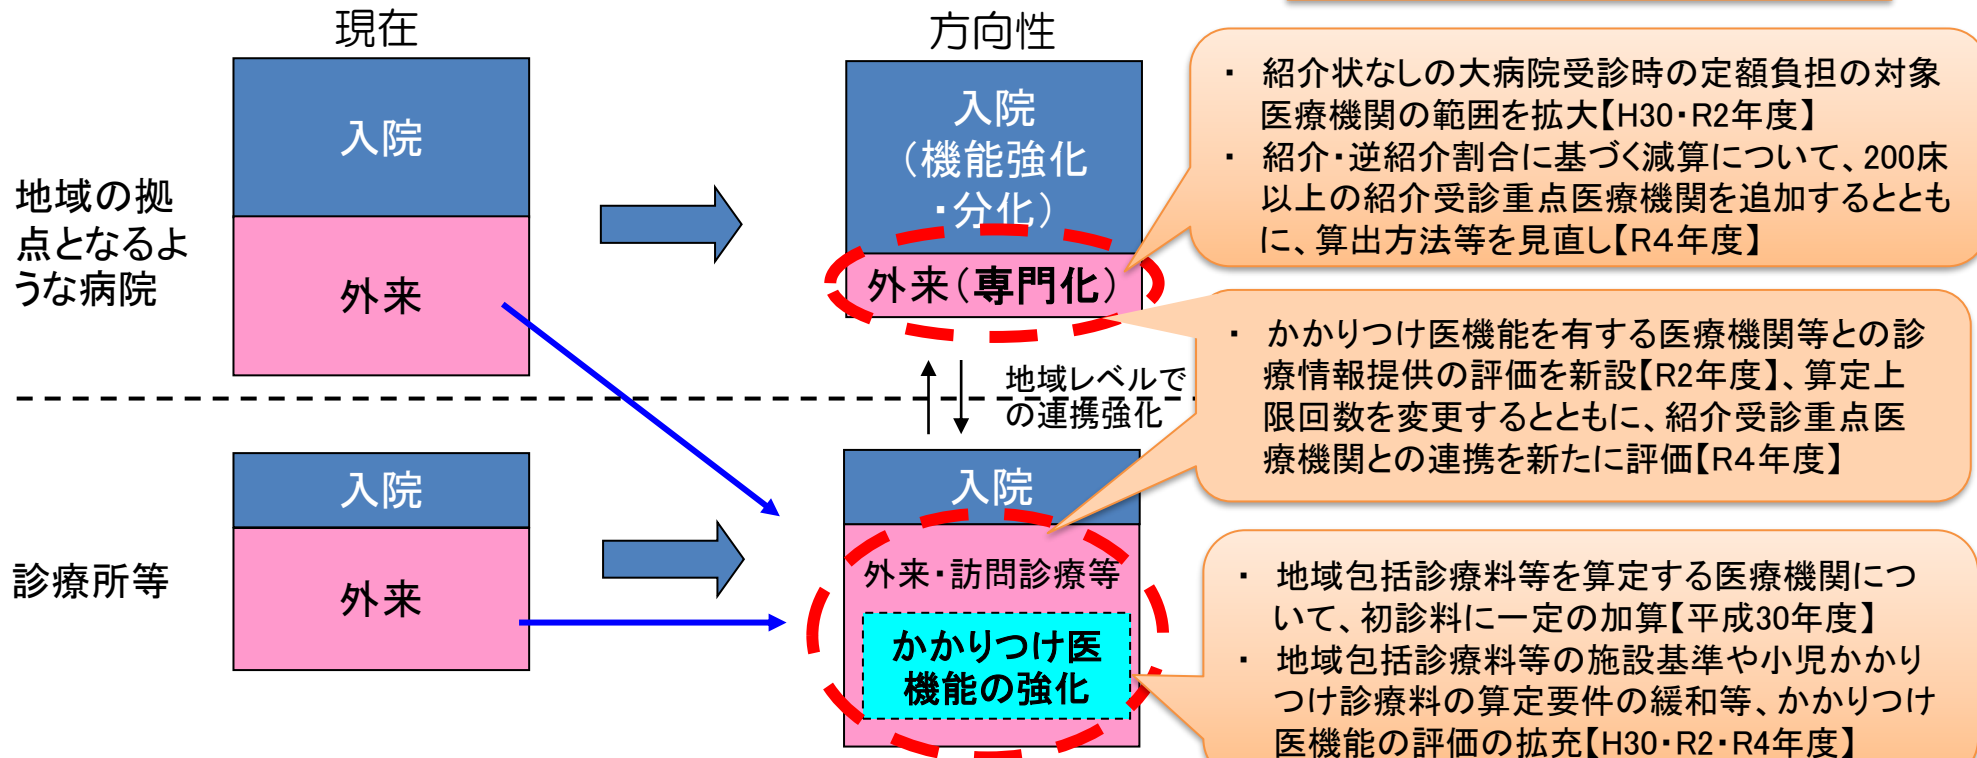 現在
方向性
地域の拠
点となるよ
うな病院
入院
外来
入院
（機能強化
・分化）
外来（専門化）
地域レベルで
の連携強化
診療所等
入院
外来
入院
外来・訪問診療等
かかりつけ医
機能の強化
・ 紹介状なしの大病院受診時の定額負担の対象
医療機関の範囲を拡大【H30・R2年度】
・ 紹介・逆紹介割合に基づく減算について、200床
以上の紹介受診重点医療機関を追加するととも
に、算出方法等を見直し【R4年度】
・ かかりつけ医機能を有する医療機関等との診
療情報提供の評価を新設【R2年度】、算定上
限回数を変更するとともに、紹介受診重点医
療機関との連携を新たに評価【R4年度】
・ 地域包括診療料等を算定する医療機関につ
いて、初診料に一定の加算【平成30年度】
・ 地域包括診療料等の施設基準や小児かかり
つけ診療料の算定要件の緩和等、かかりつけ
医機能の評価の拡充【H30・R2・R4年度】